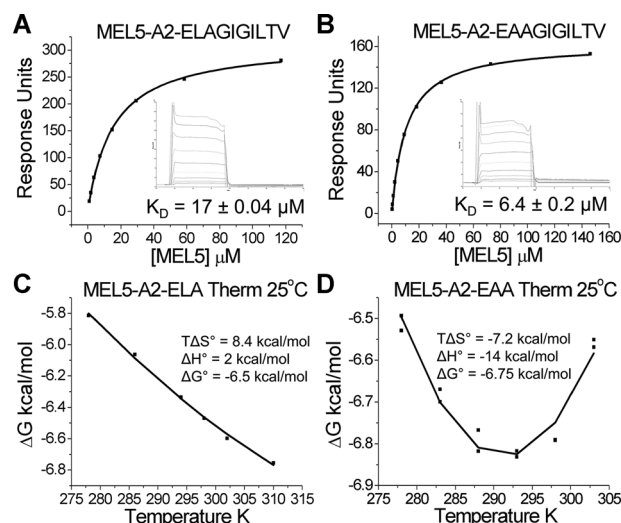 A
MEL5-A2-ELAGIGILTV
300
250
200
150
100
50
0
Response Units
K_D = 17 ± 0.04 μM
0 20 40 60 80 100 120
[MEL5] μM
B
MEL5-A2-EAAGIGILTV
160
120
80
40
0
Response Units
K_D = 6.4 ± 0.2 μM
0 20 40 60 80 100 120 140 160
[MEL5] μM
C
MEL5-A2-ELA Therm 25°C
-5.8
-6.0
-6.2
-6.4
-6.6
-6.8
ΔG kcal/mol
TΔS° = 8.4 kcal/mol
ΔH° = 2 kcal/mol
ΔG° = -6.5 kcal/mol
275 280 285 290 295 300 305 310 315
Temperature K
D
MEL5-A2-EAA Therm 25°C
-6.5
-6.6
-6.7
-6.8
-6.9
ΔG kcal/mol
TΔS° = -7.2 kcal/mol
ΔH° = -14 kcal/mol
ΔG° = -6.75 kcal/mol
275 280 285 290 295 303
Temperature K